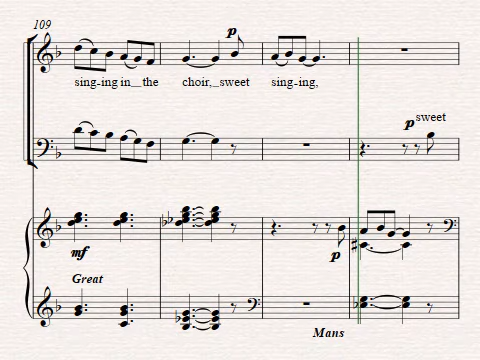 109
p
sing-ing in the choir, sweet sing-ing,
p sweet
mf
p
Great
Mans